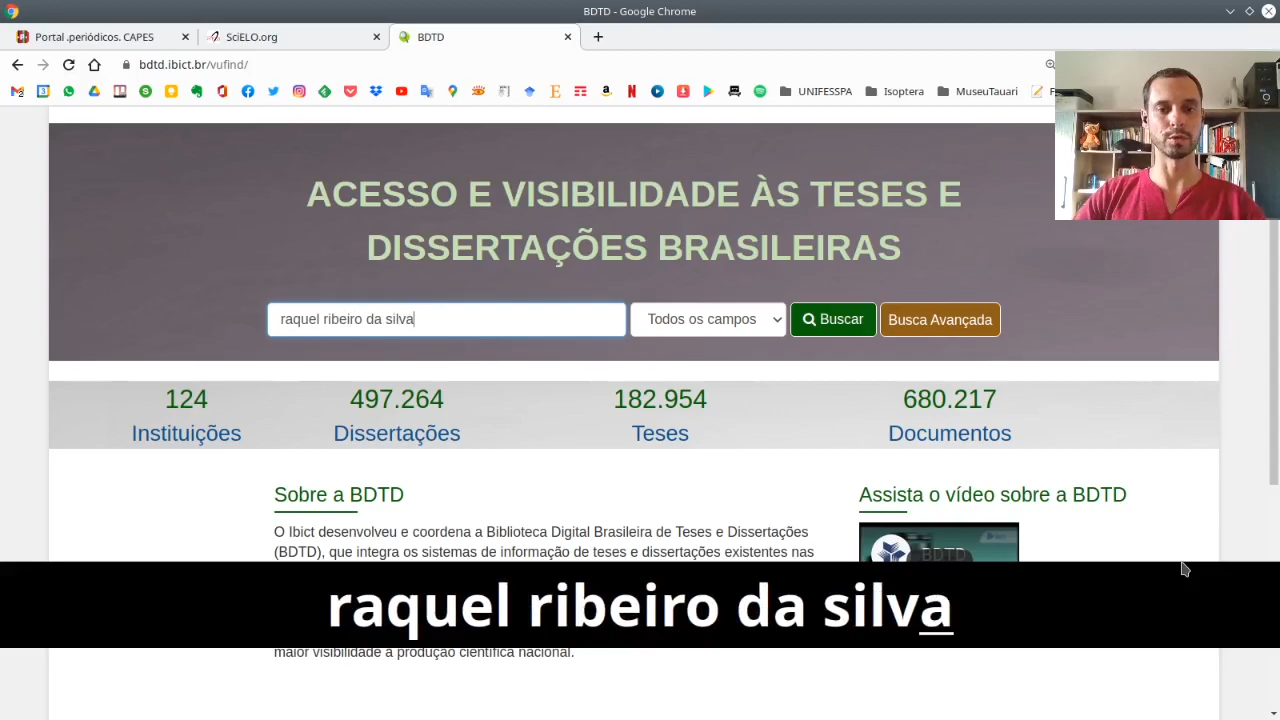 BDTD - Google Chrome
Portal .periódicos. CAPES
SciELO.org
BDTD
bdtd.ibict.br/vufind/
UNIFESSPA
Isoptera
MuseuTauari
ACESSO E VISIBILIDADE ÀS TESES E
DISSERTAÇÕES BRASILEIRAS
raquel ribeiro da silva
Todos os campos
Buscar
Busca Avançada
124
497.264
182.954
680.217
Instituições
Dissertações
Teses
Documentos
Sobre a BDTD
Assista o vídeo sobre a BDTD
O Ibict desenvolveu e coordena a Biblioteca Digital Brasileira de Teses e Dissertações
(BDTD), que integra os sistemas de informação de teses e dissertações existentes nas
BDTD
raquel ribeiro da silva
maior visibilidade à produção científica nacional.